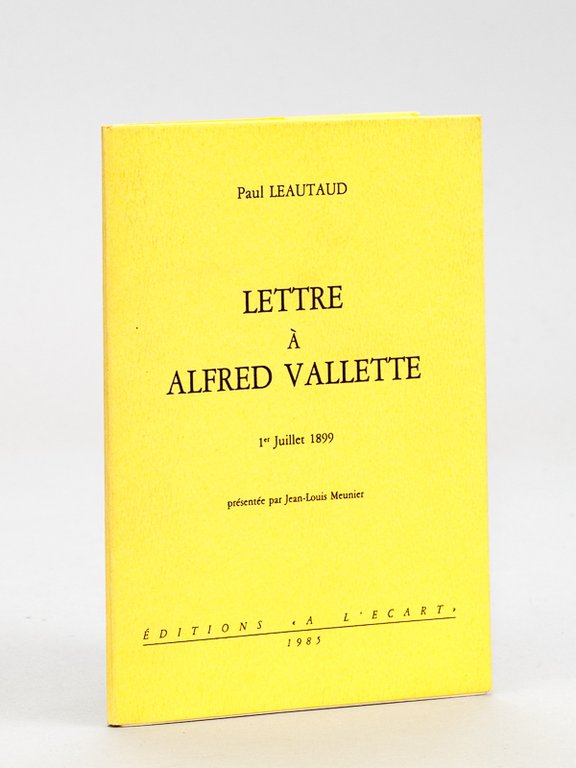 Paul LEAUTAUD
LETTRE
À
ALFRED VALLETTE
1er Juillet 1899
présentée par Jean-Louis Meunier
ÉDITIONS « A L'ECART »
1985